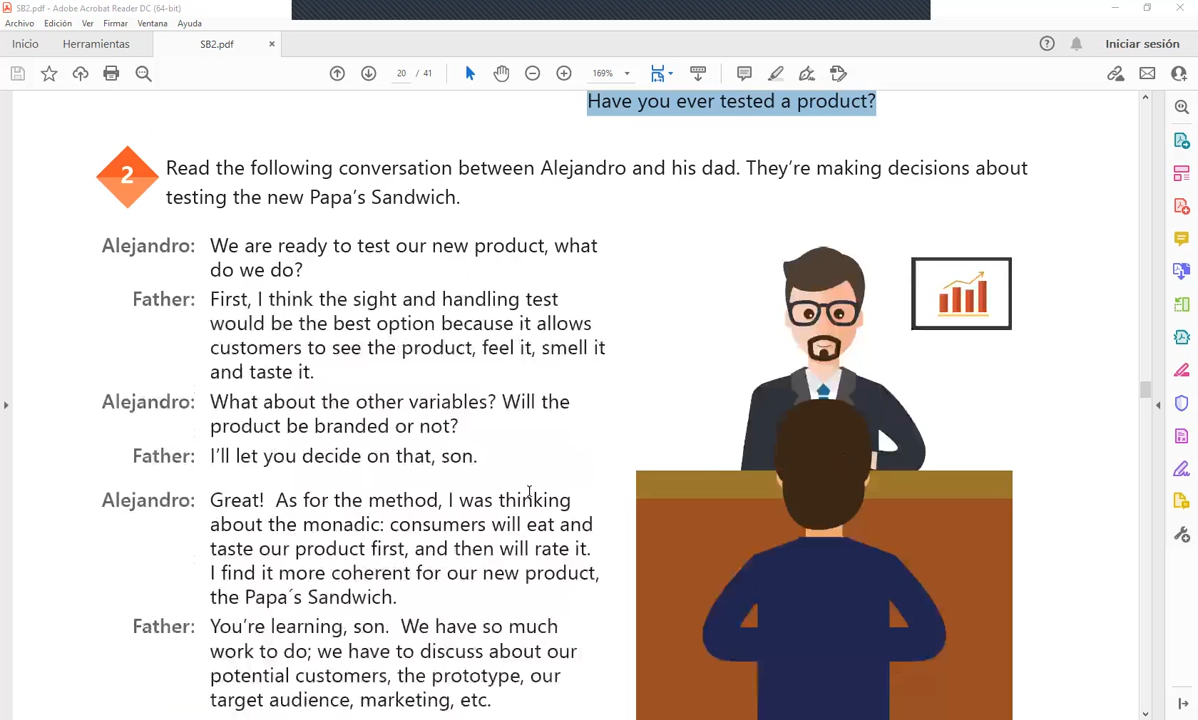 SB2.pdf - Adobe Acrobat Reader DC (64-bit)
Archivo Edición Ver Firmar Ventana Ayuda
Inicio Herramientas SB2.pdf × Iniciar sesión
20 / 41 169%
Have you ever tested a product?
2 Read the following conversation between Alejandro and his dad. They're making decisions about
testing the new Papa's Sandwich.
Alejandro: We are ready to test our new product, what
do we do?
Father: First, I think the sight and handling test
would be the best option because it allows
customers to see the product, feel it, smell it
and taste it.
Alejandro: What about the other variables? Will the
product be branded or not?
Father: I'll let you decide on that, son.
Alejandro: Great! As for the method, I was thinking
about the monadic: consumers will eat and
taste our product first, and then will rate it.
I find it more coherent for our new product,
the Papa´s Sandwich.
Father: You're learning, son. We have so much
work to do; we have to discuss about our
potential customers, the prototype, our
target audience, marketing, etc.